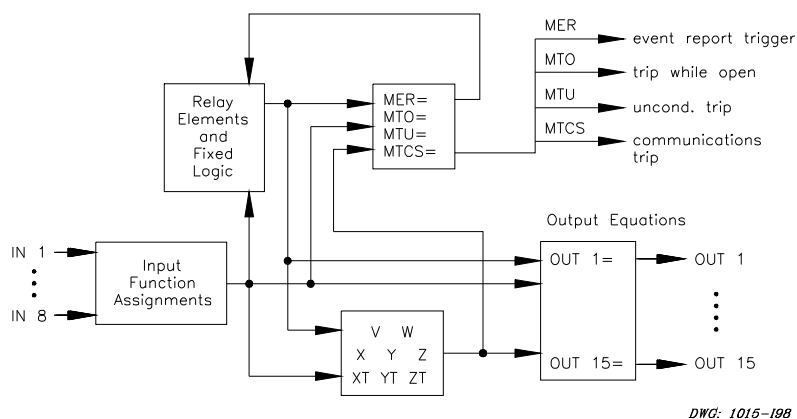 MER
event report trigger
MTO
trip while open
MTU
uncond. trip
MTCS
communications
trip
Relay
Elements
and
Fixed
Logic
MER=
MTO=
MTU=
MTCS=
Output Equations
IN 1
IN 8
Input
Function
Assignments
OUT 1=
OUT 1
V W
X Y Z
XT YT ZT
OUT 15=
OUT 15
DWG: 1015-I98